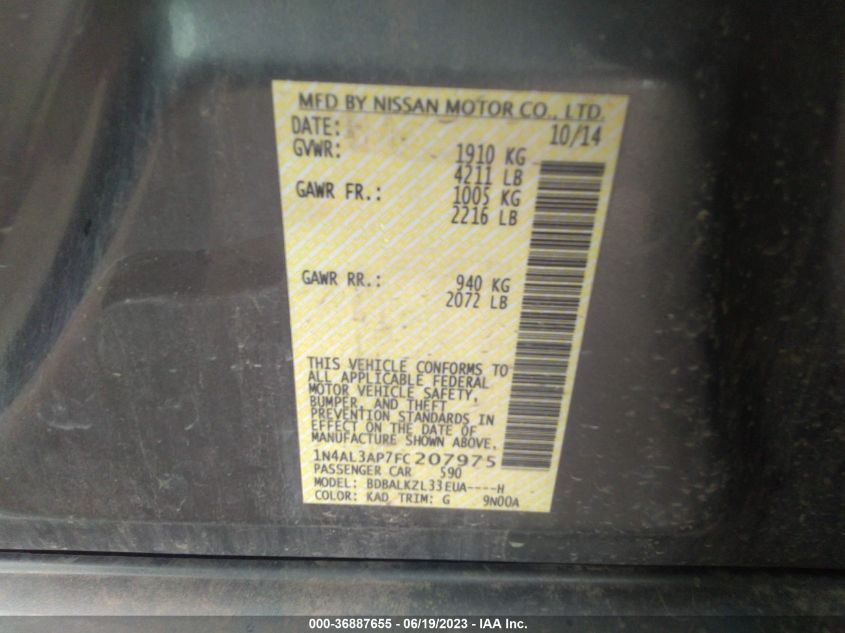 MFD BY NISSAN MOTOR CO., LTD.
DATE: 10/14
GVWR: 1910 KG
4211 LB
GAWR FR.: 1005 KG
2216 LB
GAWR RR.: 940 KG
2072 LB
THIS VEHICLE CONFORMS TO
ALL APPLICABLE FEDERAL
MOTOR VEHICLE SAFETY,
BUMPER, AND THEFT
PREVENTION STANDARDS IN
EFFECT ON THE DATE OF
MANUFACTURE SHOWN ABOVE.
1N4AL3AP7FC207975
PASSENGER CAR 590
MODEL: BDBALKZL33EUA----H
COLOR: KAD TRIM: G 9N00A
000-36887655 - 06/19/2023 - IAA Inc.